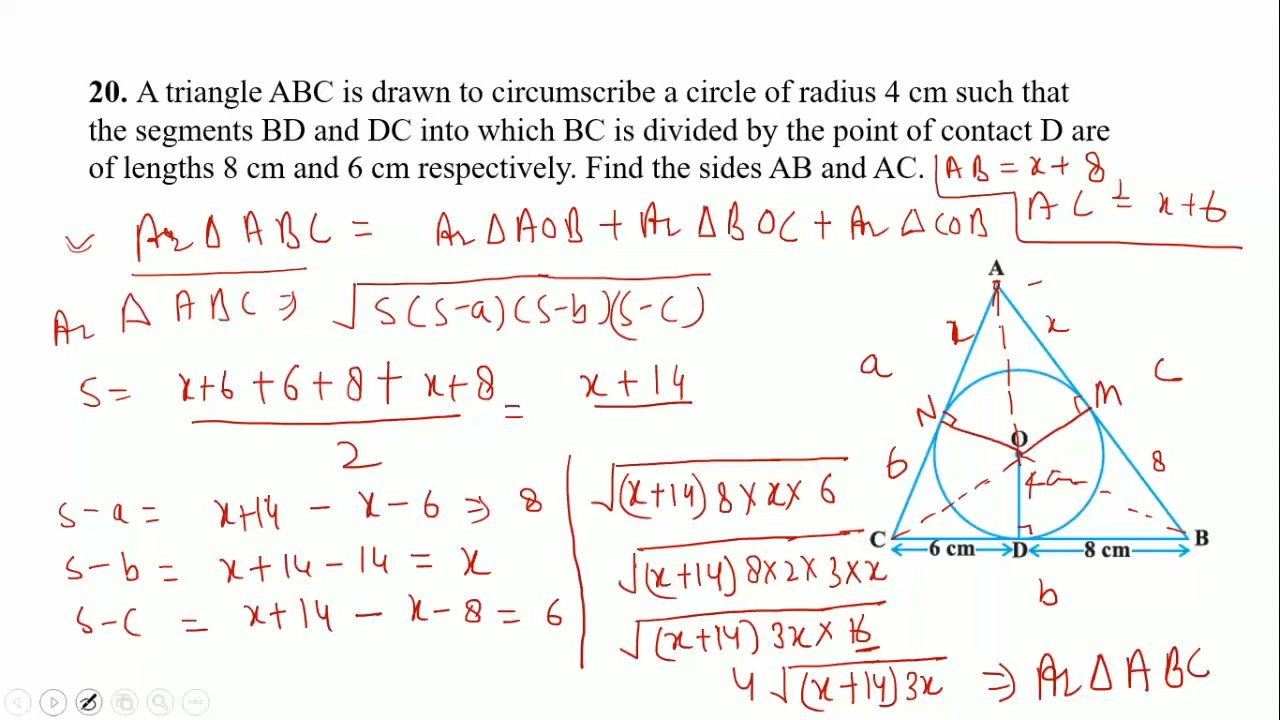 20. A triangle ABC is drawn to circumscribe a circle of radius 4 cm such that
the segments BD and DC into which BC is divided by the point of contact D are
of lengths 8 cm and 6 cm respectively. Find the sides AB and AC.
AB = x + 8
AC = x+6
Ar Δ ABC = Ar Δ AOB + Ar Δ BOC + Ar Δ COB
Ar Δ ABC ⇒ √S(S-a)(S-b)(S-c)
S = x+6 + 6 + 8 + x+8 / 2 = x + 14
s-a = x+14 - x - 6 ⇒ 8
s-b = x+14 - 14 = x
s-c = x+14 - x - 8 = 6
√(x+14) 8 × x × 6
√(x+14) 8×2×3×x
√(x+14) 3x × 16
4 √(x+14)3x ⇒ Ar Δ ABC
A
x
x
a
c
N
M
O
6
8
4cm
C
6 cm
D
8 cm
B
b